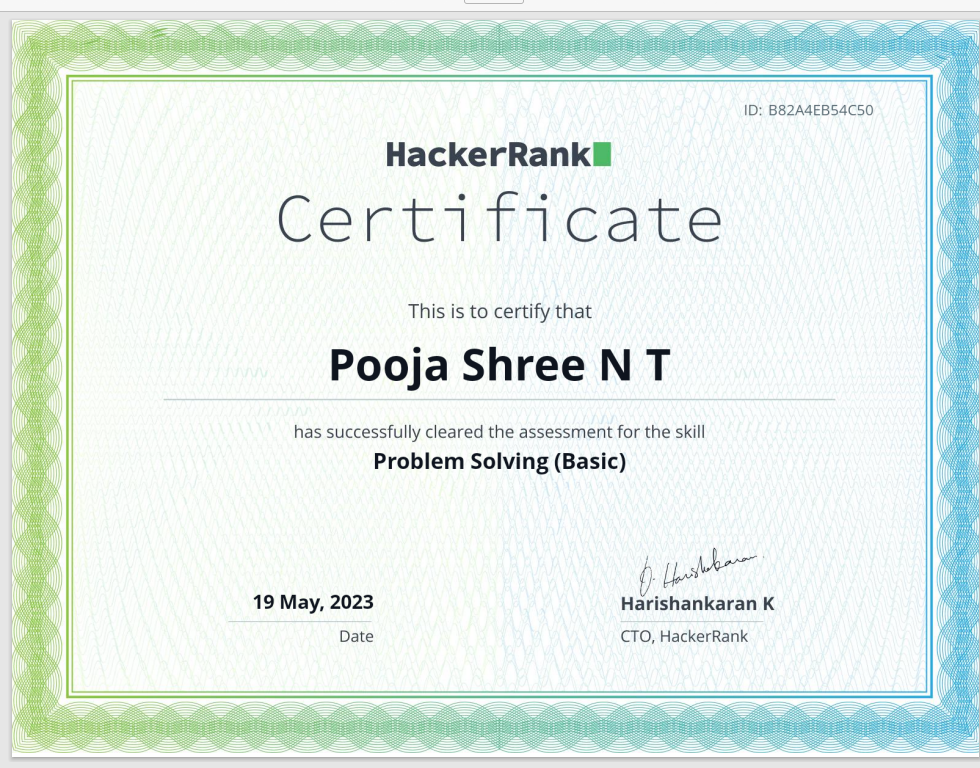 ID: B82A4EB54C50
HackerRank
Certificate
This is to certify that
Pooja Shree N T
has successfully cleared the assessment for the skill
Problem Solving (Basic)
19 May, 2023
Date
Harishankaran K
CTO, HackerRank